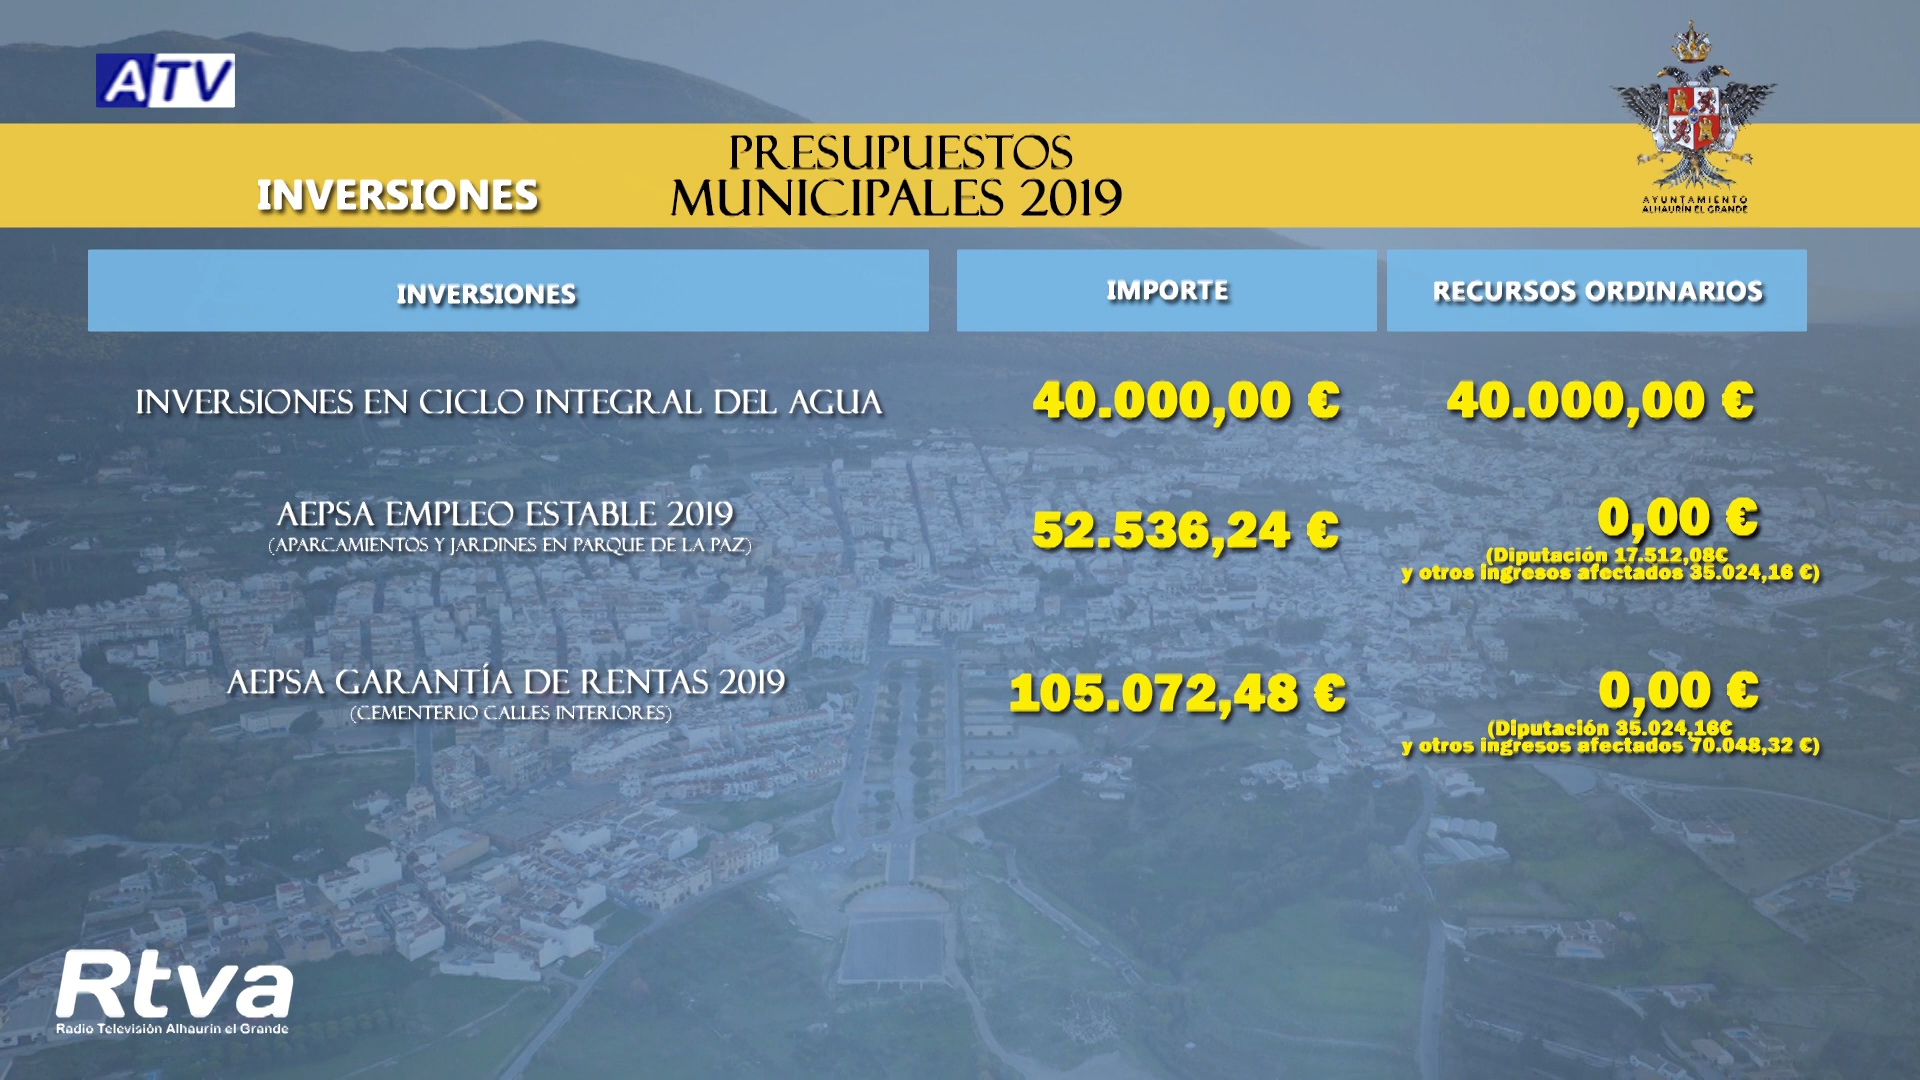 ATV
PRESUPUESTOS
INVERSIONES
MUNICIPALES 2019
AYUNTAMIENTO
ALHAURÍN EL GRANDE
INVERSIONES
IMPORTE
RECURSOS ORDINARIOS
INVERSIONES EN CICLO INTEGRAL DEL AGUA
40.000,00 €
40.000,00 €
AEPSA EMPLEO ESTABLE 2019
(APARCAMIENTOS Y JARDINES EN PARQUE DE LA PAZ)
52.536,24 €
0,00 €
(Diputación 17.512,08€
y otros ingresos afectados 35.024,16 €)
AEPSA GARANTÍA DE RENTAS 2019
(CEMENTERIO CALLES INTERIORES)
105.072,48 €
0,00 €
(Diputación 35.024,16€
y otros ingresos afectados 70.048,32 €)
Rtva
Radio Televisión Alhaurín el Grande